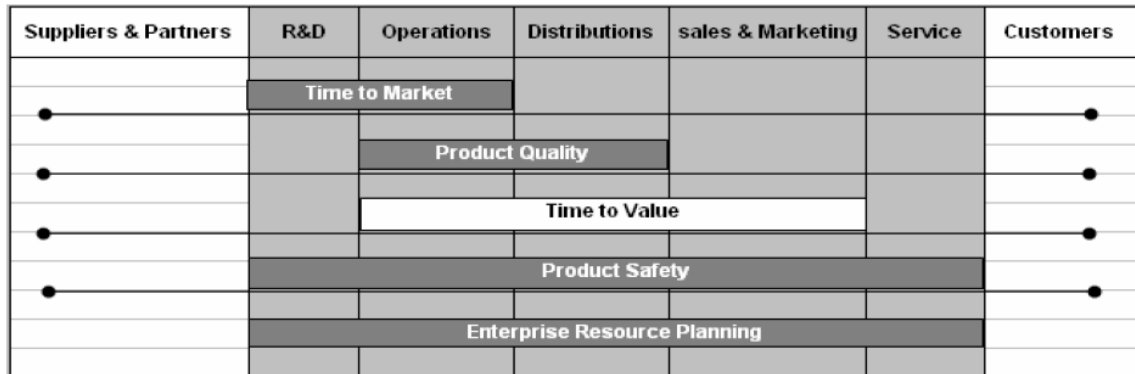 Suppliers & Partners R&D Operations Distributions sales & Marketing Service Customers
Time to Market
Product Quality
Time to Value
Product Safety
Enterprise Resource Planning